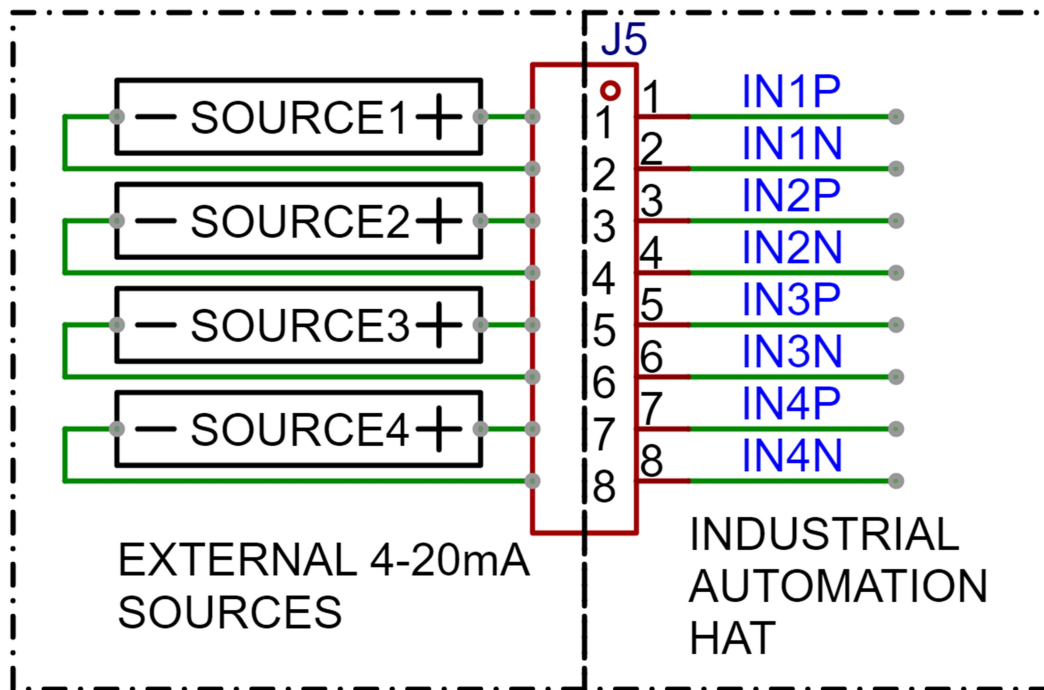 J5
SOURCE1
1 1 IN1P
2 2 IN1N
SOURCE2
3 3 IN2P
4 4 IN2N
SOURCE3
5 5 IN3P
6 6 IN3N
SOURCE4
7 7 IN4P
8 8 IN4N
EXTERNAL 4-20mA
SOURCES
INDUSTRIAL
AUTOMATION
HAT